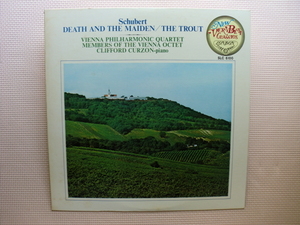 Schubert
DEATH AND THE MAIDEN / THE TROUT
VIENNA PHILHARMONIC QUARTET
MEMBERS OF THE VIENNA OCTET
CLIFFORD CURZON-piano
NEW
LONDON